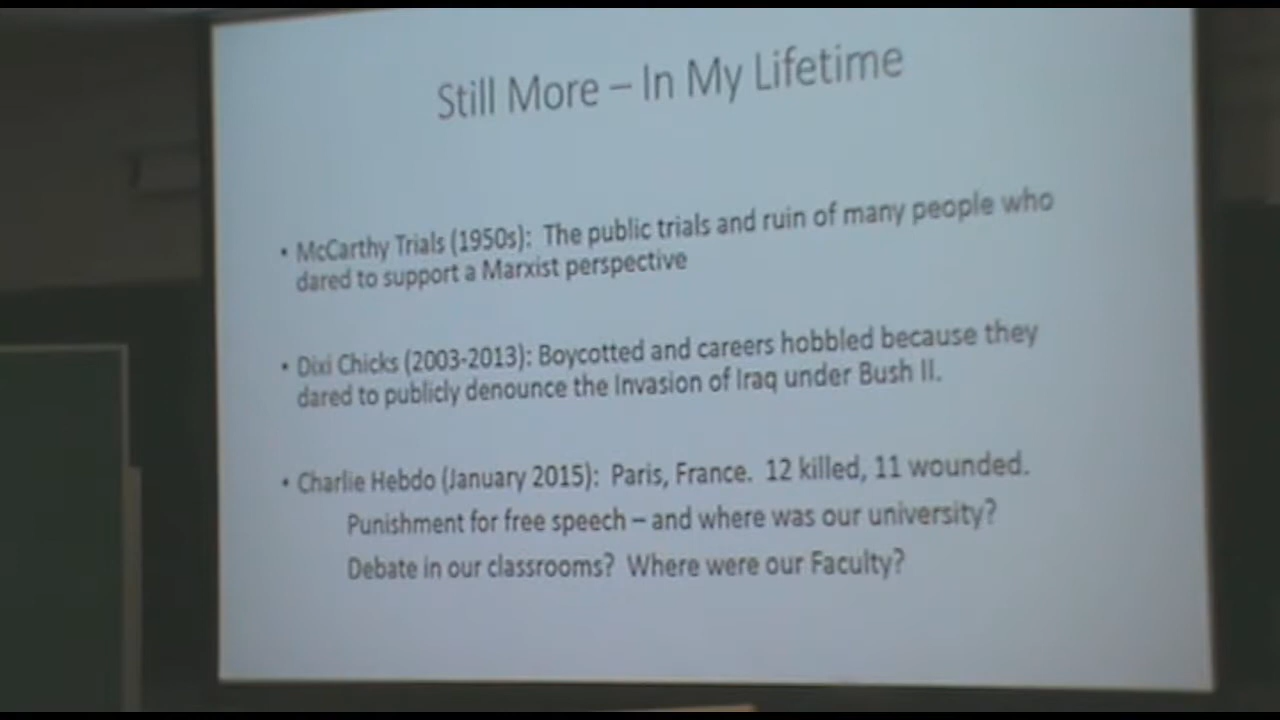 Still More – In My Lifetime
• McCarthy Trials (1950s): The public trials and ruin of many people who
dared to support a Marxist perspective
• Dixi Chicks (2003-2013): Boycotted and careers hobbled because they
dared to publicly denounce the Invasion of Iraq under Bush II.
• Charlie Hebdo (January 2015): Paris, France. 12 killed, 11 wounded.
Punishment for free speech – and where was our university?
Debate in our classrooms? Where were our Faculty?